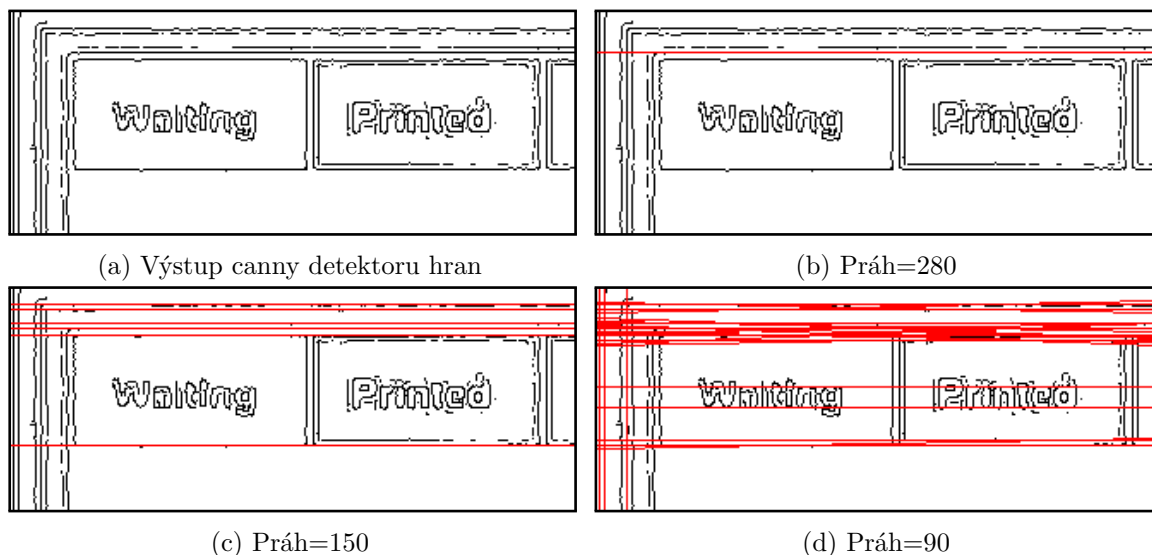 Waiting Printed
Waiting Printed
(a) Výstup canny detektoru hran
(b) Práh=280
Waiting Printed
Waiting Printed
(c) Práh=150
(d) Práh=90